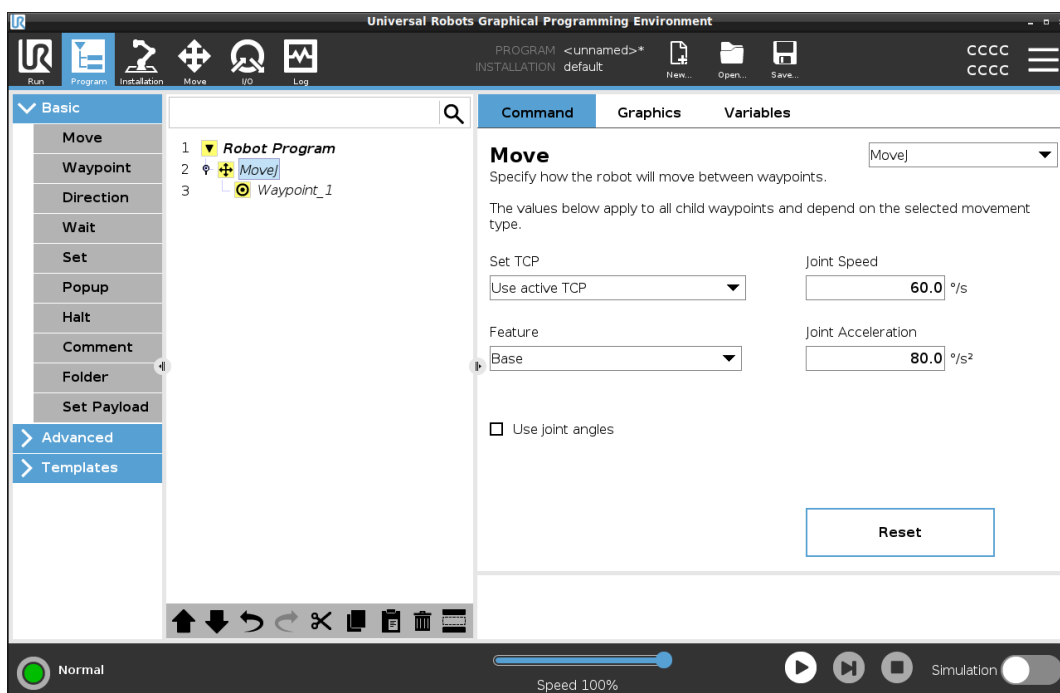 Universal Robots Graphical Programming Environment
UR
Run
Program
Installation
Move
I/O
Log
PROGRAM <unnamed>*
INSTALLATION default
New...
Open...
Save...
cccc
cccc
Basic
Move
Waypoint
Direction
Wait
Set
Popup
Halt
Comment
Folder
Set Payload
Advanced
Templates
1 Robot Program
2 MoveJ
3 Waypoint_1
Command Graphics Variables
Move
MoveJ
Specify how the robot will move between waypoints.
The values below apply to all child waypoints and depend on the selected movement
type.
Set TCP
Use active TCP
Joint Speed
60.0 °/s
Feature
Base
Joint Acceleration
80.0 °/s²
Use joint angles
Reset
Normal
Speed 100%
Simulation